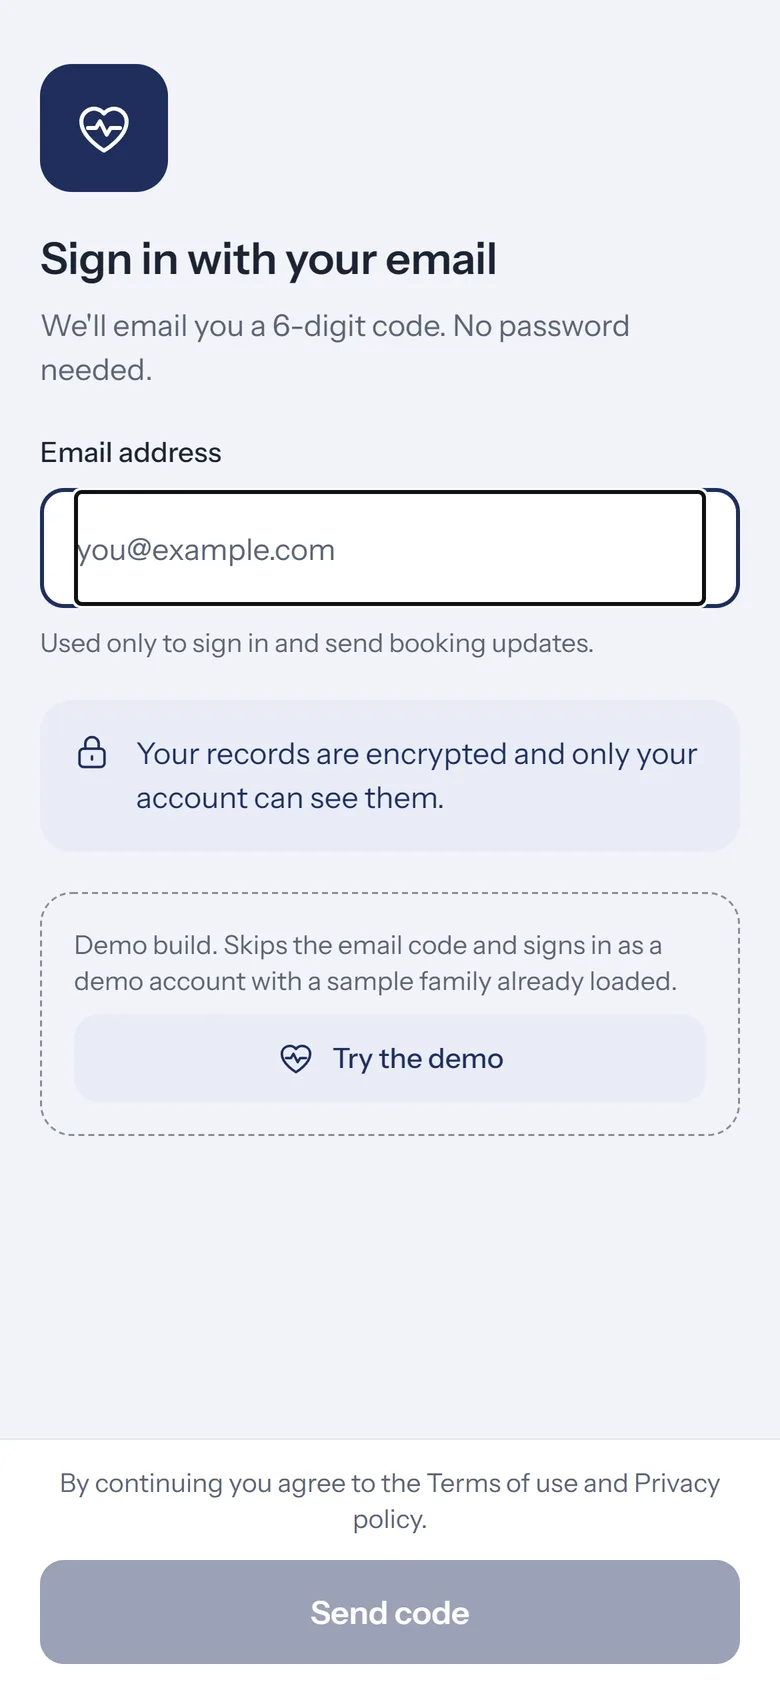 Sign in with your email
We'll email you a 6-digit code. No password
needed.
Email address
you@example.com
Used only to sign in and send booking updates.
Your records are encrypted and only your
account can see them.
Demo build. Skips the email code and signs in as a
demo account with a sample family already loaded.
Try the demo
By continuing you agree to the Terms of use and Privacy
policy.
Send code